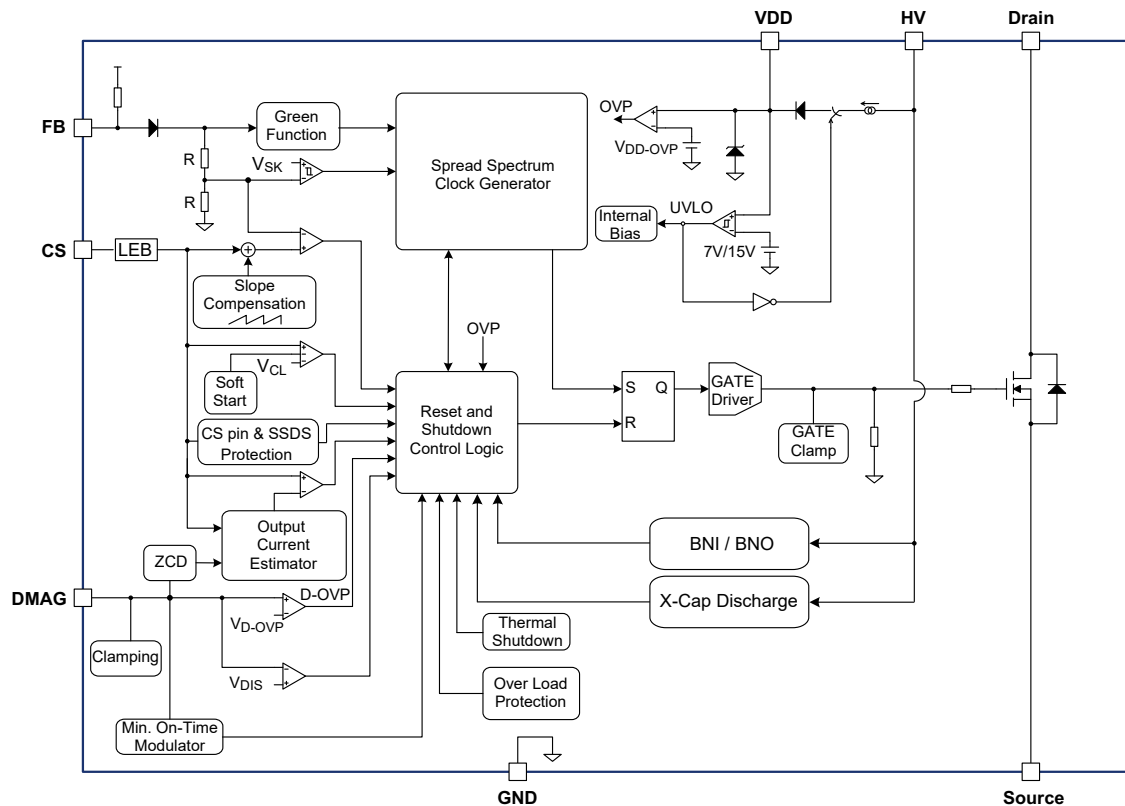 VDD
HV
Drain
FB
Green
Function
Spread Spectrum
Clock Generator
OVP
VDD-OVP
R
VSK
R
Internal
Bias
UVLO
7V/15V
CS
LEB
Slope
Compensation
OVP
VCL
Soft
Start
Reset and
Shutdown
Control Logic
S
Q
R
GATE
Driver
GATE
Clamp
CS pin & SSDS
Protection
Output
Current
Estimator
ZCD
BNI / BNO
X-Cap Discharge
DMAG
D-OVP
VD-OVP
Clamping
Thermal
Shutdown
VDIS
Over Load
Protection
Min. On-Time
Modulator
GND
Source